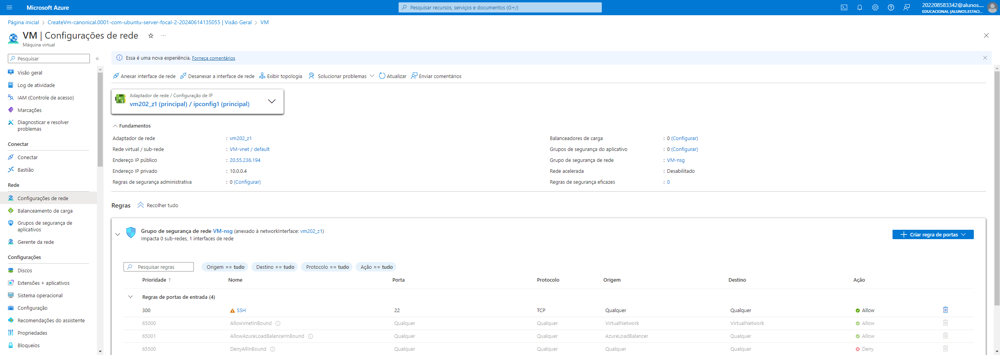 Microsoft Azure
Pesquisar recursos, serviços e documentos (G+/)
202208583342@alunos....
EDUCACIONAL (ALUNOS.ESTACI...
Página inicial > CreateVm-canonical.0001-com-ubuntu-server-focal-2-20240614135055 | Visão Geral > VM
VM | Configurações de rede
Máquina virtual
Pesquisar
Visão geral
Log de atividade
IAM (Controle de acesso)
Marcações
Diagnosticar e resolver
problemas
Conectar
Conectar
Bastião
Rede
Configurações de rede
Balanceamento de carga
Grupos de segurança de
aplicativos
Gerente da rede
Configurações
Discos
Extensões + aplicativos
Sistema operacional
Configuração
Recomendações do assistente
Propriedades
Bloqueios
Essa é uma nova experiência. Forneça comentários
Anexar interface de rede Desanexar a interface de rede Exibir topologia Solucionar problemas Atualizar Enviar comentários
Adaptador de rede / Configuração de IP
vm202_z1 (principal) / ipconfig1 (principal)
Fundamentos
Adaptador de rede : vm202_z1
Rede virtual / sub-rede : VM-vnet / default
Endereço IP público : 20.55.236.194
Endereço IP privado : 10.0.0.4
Regras de segurança administrativa : 0 (Configurar)
Balanceadores de carga : 0 (Configurar)
Grupos de segurança do aplicativo : 0 (Configurar)
Grupo de segurança de rede : VM-nsg
Rede acelerada : Desabilitado
Regras de segurança eficazes : 0
Regras Recolher tudo
Grupo de segurança de rede VM-nsg (anexado à networkInterface: vm202_z1)
Impacta 0 sub-redes, 1 interfaces de rede
Criar regra de portas
Pesquisar regras Origem == tudo Destino == tudo Protocolo == tudo Ação == tudo
Prioridade ↑ Nome Porta Protocolo Origem Destino Ação
Regras de portas de entrada (4)
300 SSH 22 TCP Qualquer Qualquer Allow
65000 AllowVnetInBound Qualquer Qualquer VirtualNetwork VirtualNetwork Allow
65001 AllowAzureLoadBalancerInBound Qualquer Qualquer AzureLoadBalancer Qualquer Allow
65500 DenyAllInBound Qualquer Qualquer Qualquer Qualquer Deny